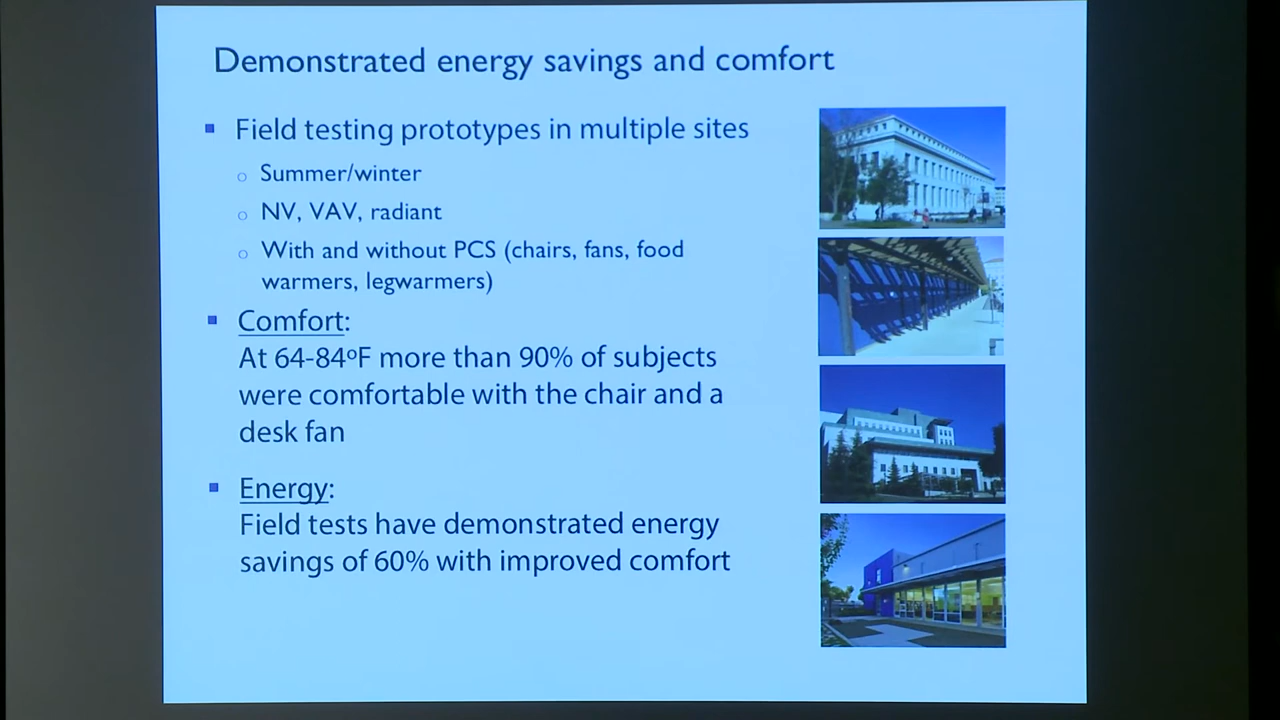 Demonstrated energy savings and comfort
▪ Field testing prototypes in multiple sites
o Summer/winter
o NV, VAV, radiant
o With and without PCS (chairs, fans, food
warmers, legwarmers)
▪ Comfort:
At 64-84ºF more than 90% of subjects
were comfortable with the chair and a
desk fan
▪ Energy:
Field tests have demonstrated energy
savings of 60% with improved comfort